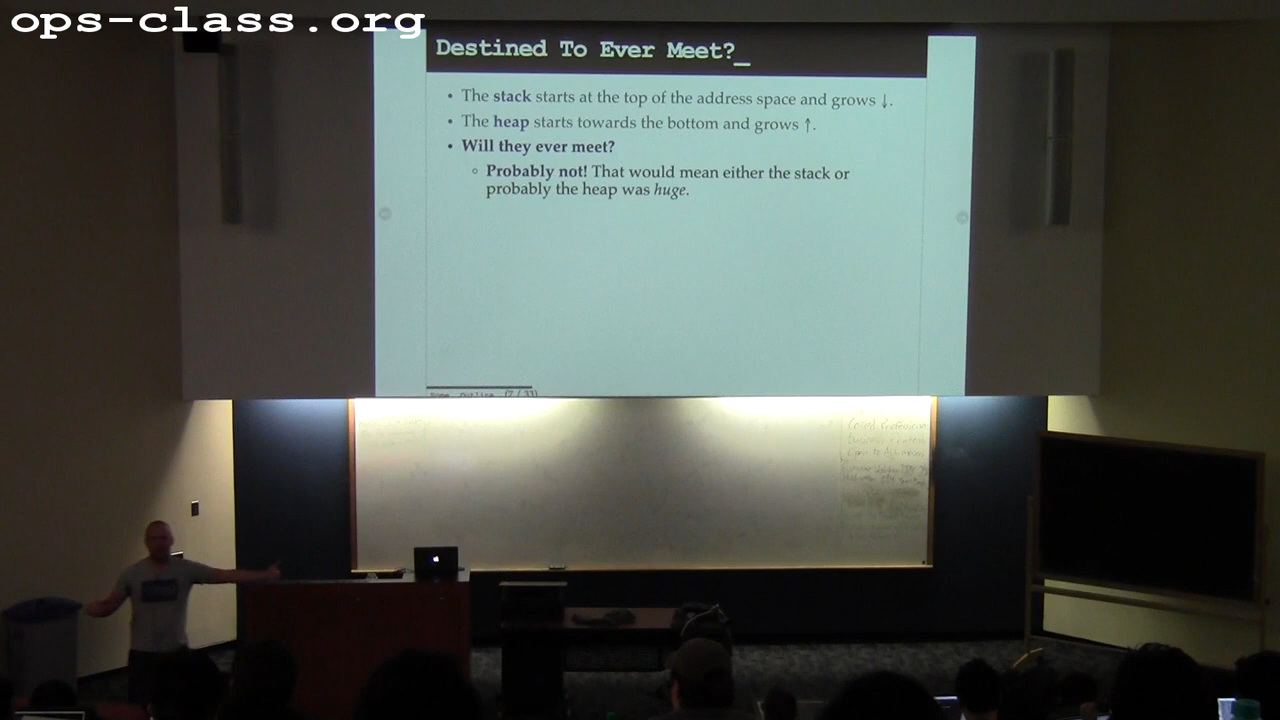 ops-class.org
Destined To Ever Meet?_
• The stack starts at the top of the address space and grows ↓.
• The heap starts towards the bottom and grows ↑.
• Will they ever meet?
◦ Probably not! That would mean either the stack or
probably the heap was huge.
(7 / 33)